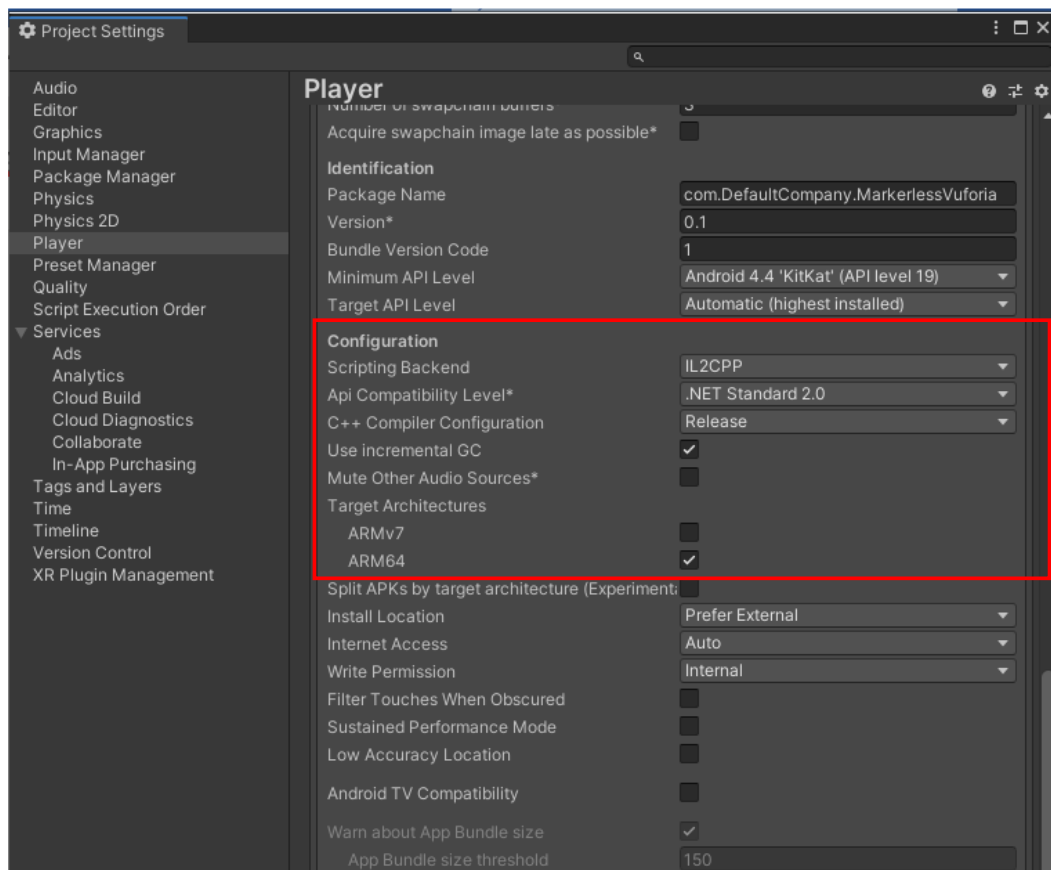 Project Settings
Audio
Editor
Graphics
Input Manager
Package Manager
Physics
Physics 2D
Player
Preset Manager
Quality
Script Execution Order
Services
Ads
Analytics
Cloud Build
Cloud Diagnostics
Collaborate
In-App Purchasing
Tags and Layers
Time
Timeline
Version Control
XR Plugin Management
Player
Number of swapchain buffers 3
Acquire swapchain image late as possible*
Identification
Package Name com.DefaultCompany.MarkerlessVuforia
Version* 0.1
Bundle Version Code 1
Minimum API Level Android 4.4 'KitKat' (API level 19)
Target API Level Automatic (highest installed)
Configuration
Scripting Backend IL2CPP
Api Compatibility Level* .NET Standard 2.0
C++ Compiler Configuration Release
Use incremental GC
Mute Other Audio Sources*
Target Architectures
ARMv7
ARM64
Split APKs by target architecture (Experimenta
Install Location Prefer External
Internet Access Auto
Write Permission Internal
Filter Touches When Obscured
Sustained Performance Mode
Low Accuracy Location
Android TV Compatibility
Warn about App Bundle size
App Bundle size threshold 150